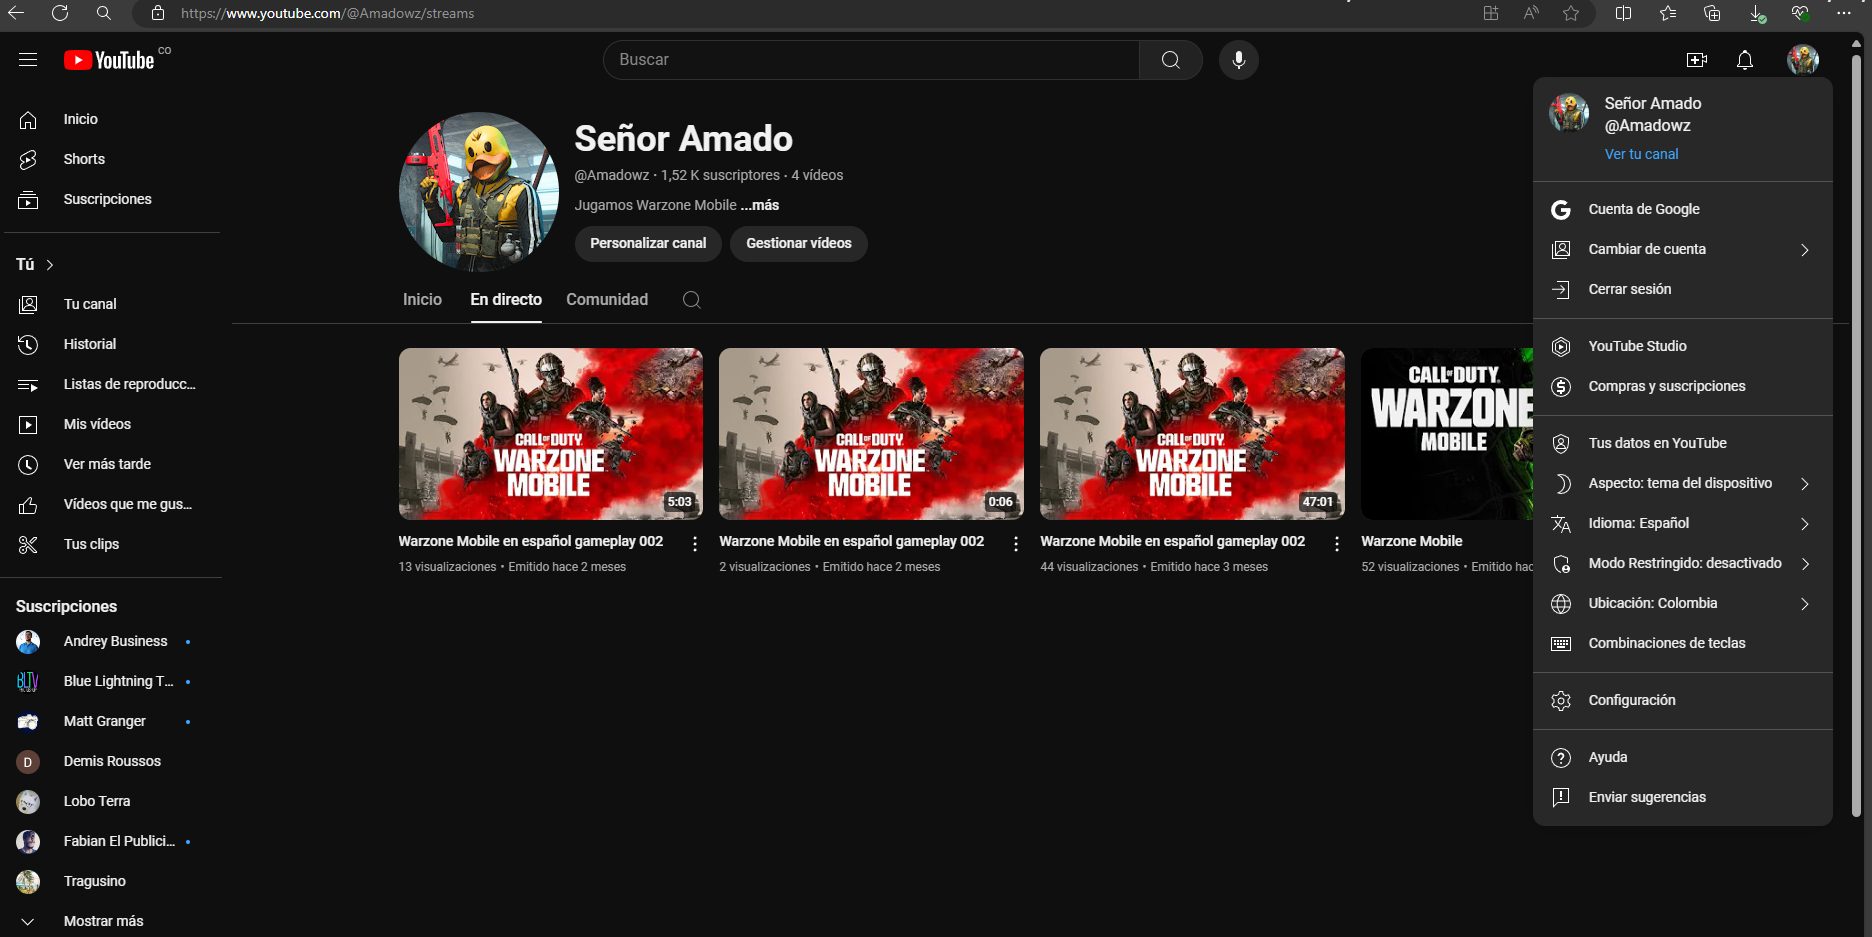 https://www.youtube.com/@Amadowz/streams
YouTube CO
Buscar
Inicio
Shorts
Suscripciones
Tú
Tu canal
Historial
Listas de reproducc...
Mis vídeos
Ver más tarde
Vídeos que me gus...
Tus clips
Suscripciones
Andrey Business
BLTV
Blue Lightning T...
Matt Granger
D
Demis Roussos
Lobo Terra
Fabian El Publici...
Tragusino
Mostrar más
Señor Amado
@Amadowz · 1,52 K suscriptores · 4 vídeos
Jugamos Warzone Mobile ...más
Personalizar canal
Gestionar vídeos
Inicio
En directo
Comunidad
CALL OF DUTY.
WARZONE
MOBILE
5:03
Warzone Mobile en español gameplay 002
13 visualizaciones • Emitido hace 2 meses
CALL OF DUTY.
WARZONE
MOBILE
0:06
Warzone Mobile en español gameplay 002
2 visualizaciones • Emitido hace 2 meses
CALL OF DUTY.
WARZONE
MOBILE
47:01
Warzone Mobile en español gameplay 002
44 visualizaciones • Emitido hace 3 meses
CALL OF DUTY.
WARZONE
MOBILE
Warzone Mobile
52 visualizaciones • Emitido hac
Señor Amado
@Amadowz
Ver tu canal
Cuenta de Google
Cambiar de cuenta
Cerrar sesión
YouTube Studio
Compras y suscripciones
Tus datos en YouTube
Aspecto: tema del dispositivo
Idioma: Español
Modo Restringido: desactivado
Ubicación: Colombia
Combinaciones de teclas
Configuración
Ayuda
Enviar sugerencias